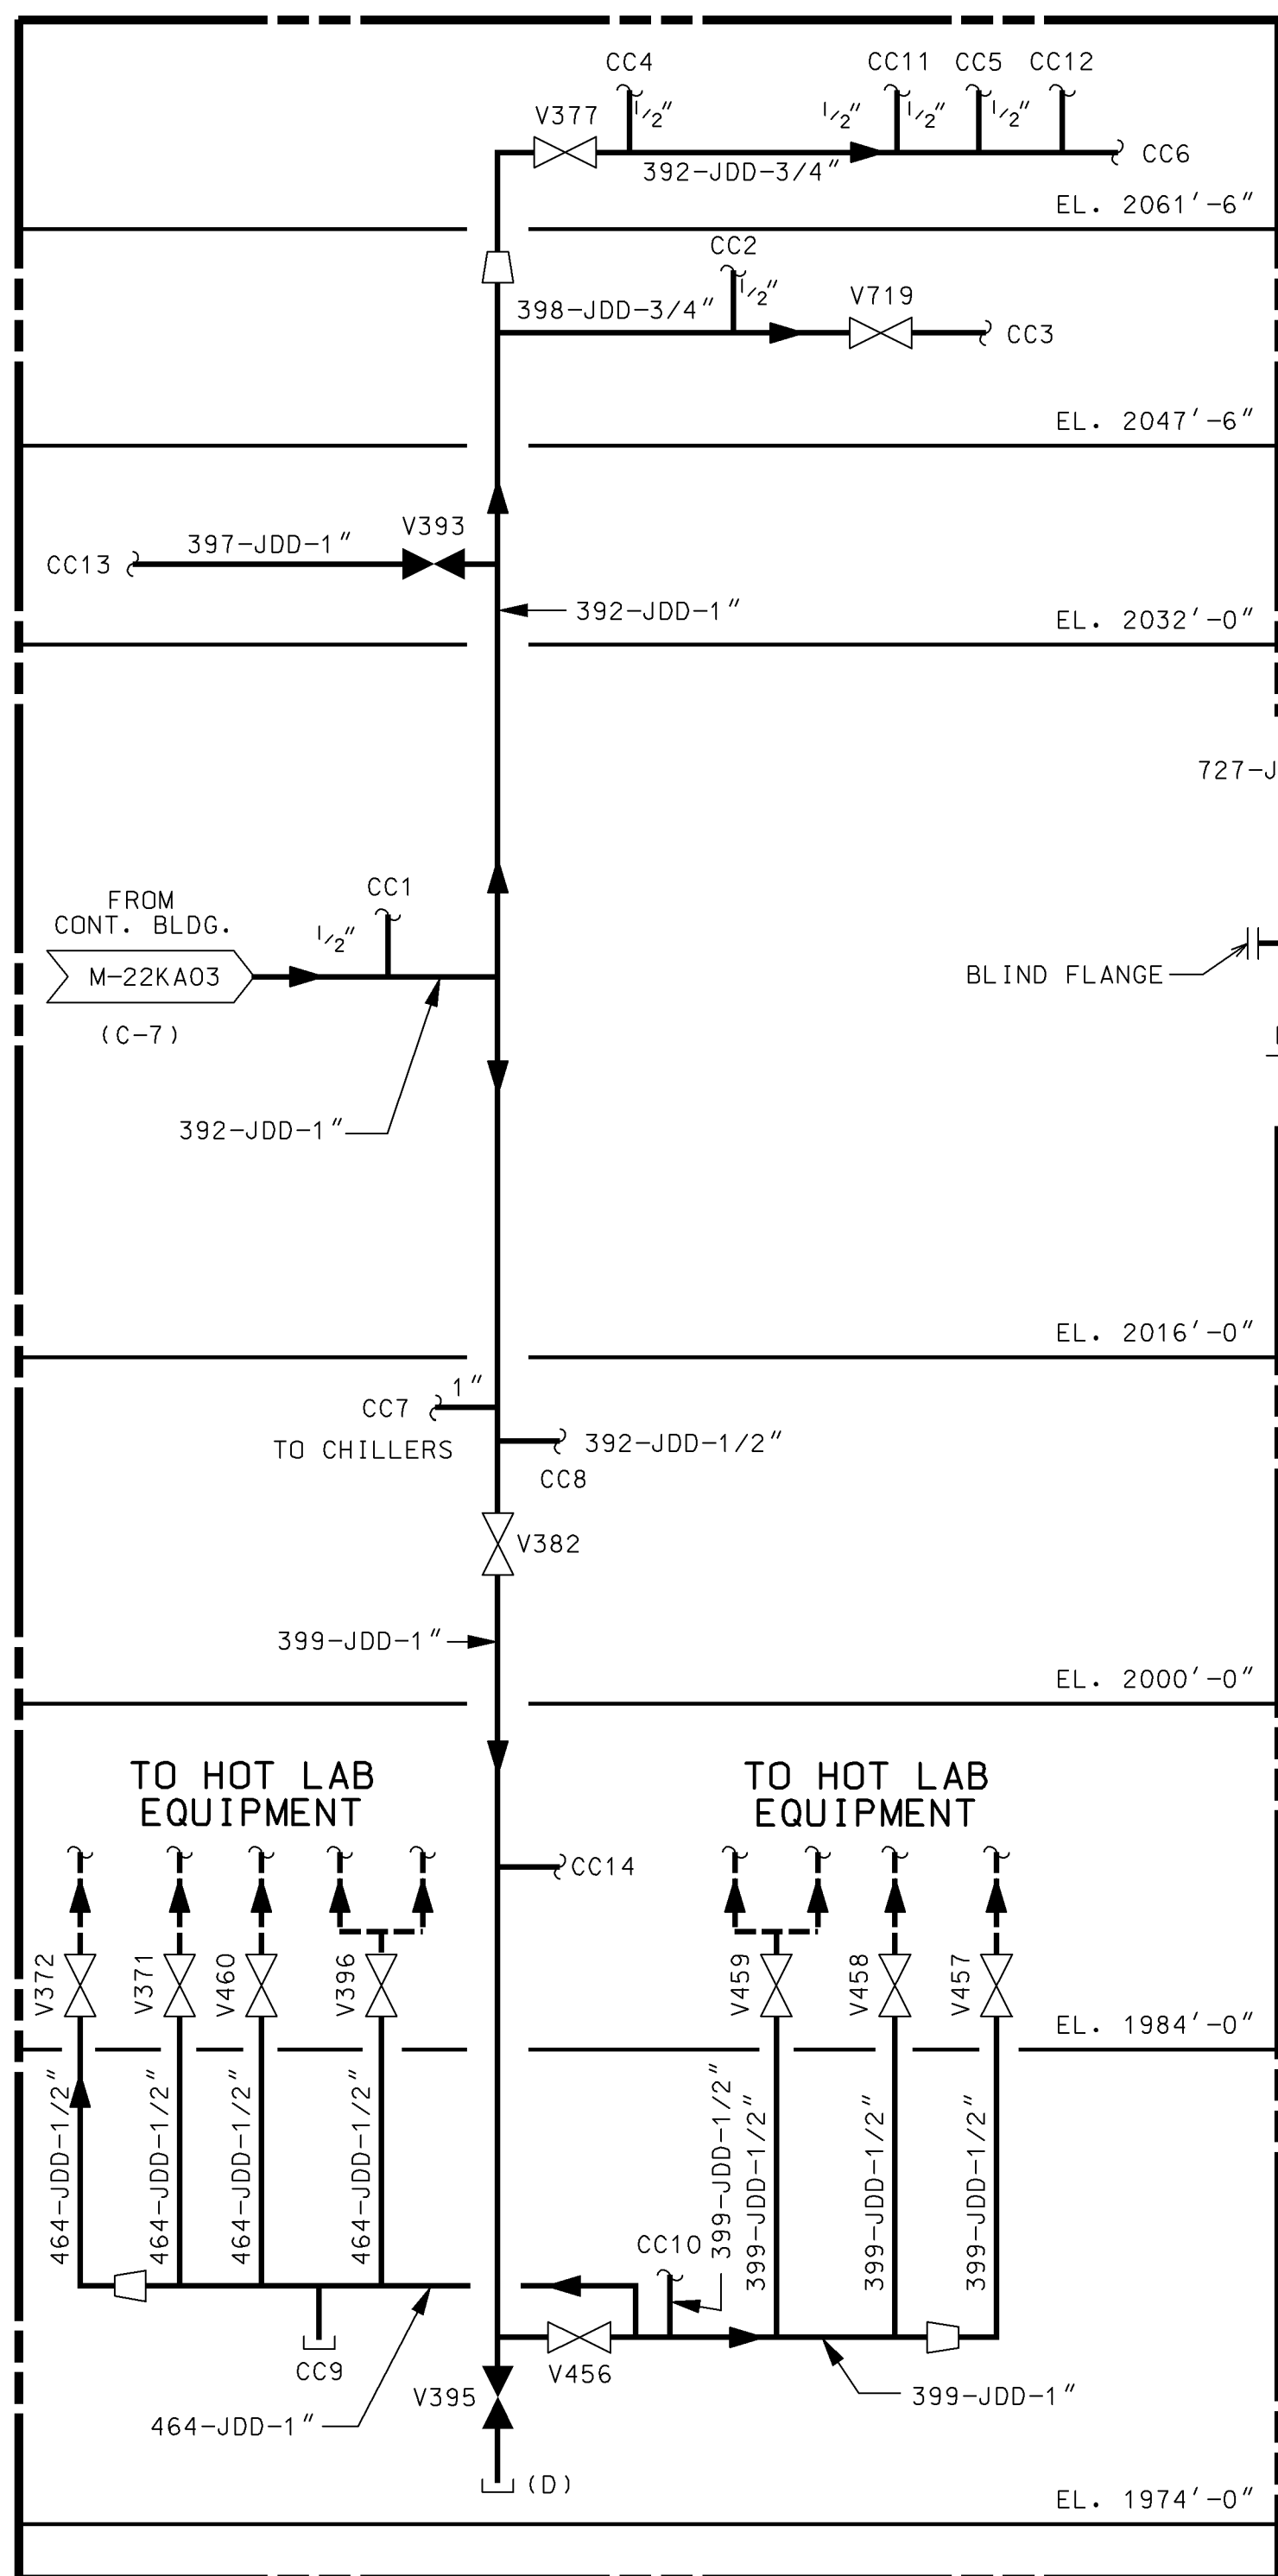 CC4
CC11
CC5
CC12
V377
1/2"
1/2"
1/2"
1/2"
392-JDD-3/4"
CC6
EL. 2061'-6"
CC2
1/2"
398-JDD-3/4"
V719
CC3
EL. 2047'-6"
V393
397-JDD-1"
CC13
392-JDD-1"
EL. 2032'-0"
727-J
FROM
CONT. BLDG.
CC1
1/2"
M-22KA03
(C-7)
BLIND FLANGE
392-JDD-1"
EL. 2016'-0"
1"
CC7
TO CHILLERS
392-JDD-1/2"
CC8
V382
399-JDD-1"
EL. 2000'-0"
TO HOT LAB
EQUIPMENT
TO HOT LAB
EQUIPMENT
CC14
V372
V371
V460
V396
V459
V458
V457
EL. 1984'-0"
464-JDD-1/2"
464-JDD-1/2"
464-JDD-1/2"
464-JDD-1/2"
399-JDD-1/2"
399-JDD-1/2"
399-JDD-1/2"
399-JDD-1/2"
CC10
CC9
V456
V395
399-JDD-1"
464-JDD-1"
(D)
EL. 1974'-0"